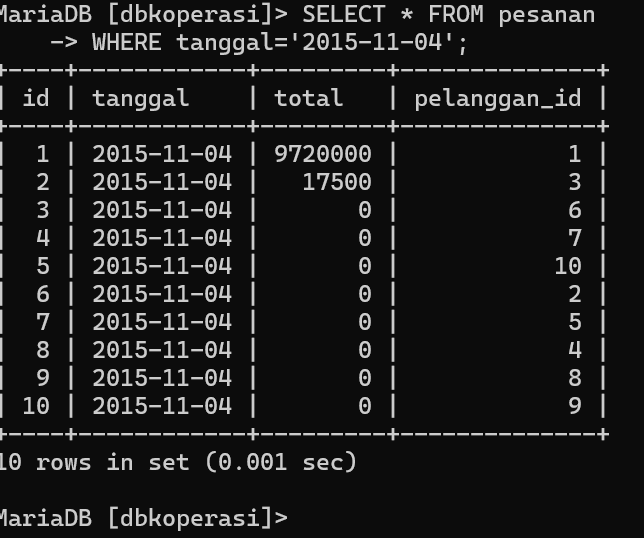 MariaDB [dbkoperasi]> SELECT * FROM pesanan
    -> WHERE tanggal='2015-11-04';
+----+------------+---------+--------------+
| id | tanggal    | total   | pelanggan_id |
+----+------------+---------+--------------+
|  1 | 2015-11-04 | 9720000 |            1 |
|  2 | 2015-11-04 |   17500 |            3 |
|  3 | 2015-11-04 |       0 |            6 |
|  4 | 2015-11-04 |       0 |            7 |
|  5 | 2015-11-04 |       0 |           10 |
|  6 | 2015-11-04 |       0 |            2 |
|  7 | 2015-11-04 |       0 |            5 |
|  8 | 2015-11-04 |       0 |            4 |
|  9 | 2015-11-04 |       0 |            8 |
| 10 | 2015-11-04 |       0 |            9 |
+----+------------+---------+--------------+
10 rows in set (0.001 sec)
MariaDB [dbkoperasi]>